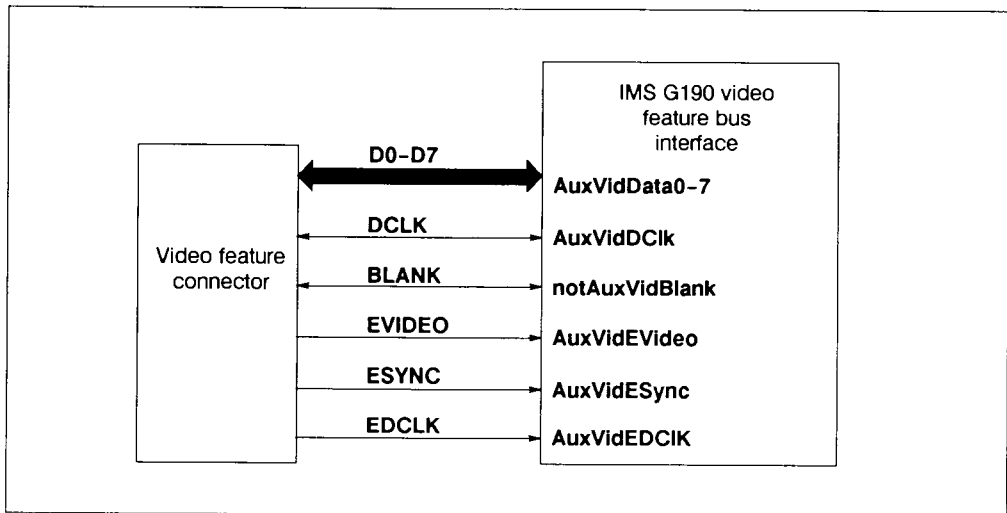 IMS G190 video
feature bus
interface
D0-D7
AuxVidData0-7
DCLK
AuxVidDClk
Video feature
connector
BLANK
notAuxVidBlank
EVIDEO
AuxVidEVideo
ESYNC
AuxVidESync
EDCLK
AuxVidEDClK